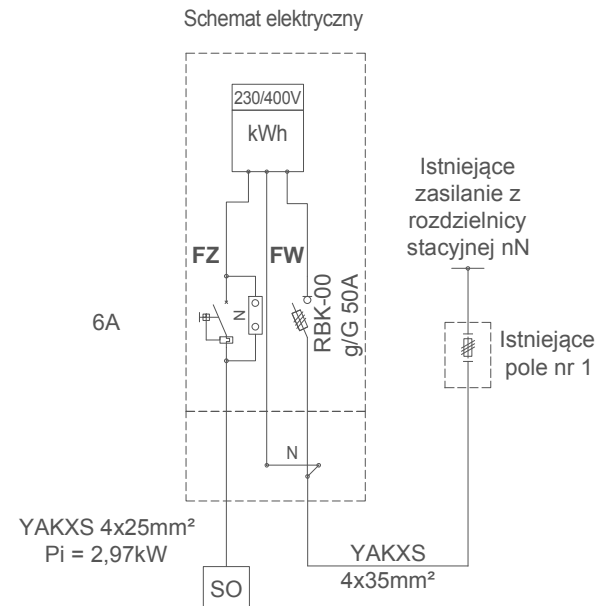 Schemat elektryczny
230/400V
kWh
Istniejące
zasilanie z
rozdzielnicy
stacyjnej nN
FZ
FW
6A
N
RBK-00
g/G 50A
Istniejące
pole nr 1
N
YAKXS 4x25mm²
Pi = 2,97kW
SO
YAKXS
4x35mm²